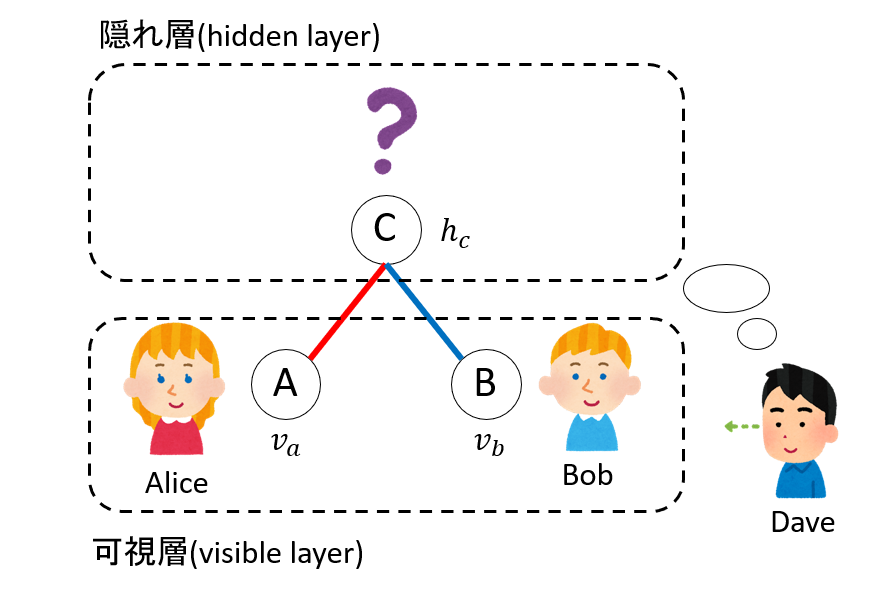 隠れ層(hidden layer)
?
C
h_c
A
B
v_a
v_b
Alice
Bob
Dave
可視層(visible layer)